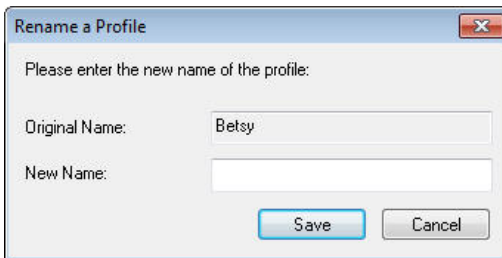 Rename a Profile
Please enter the new name of the profile:
Original Name: Betsy
New Name:
Save Cancel